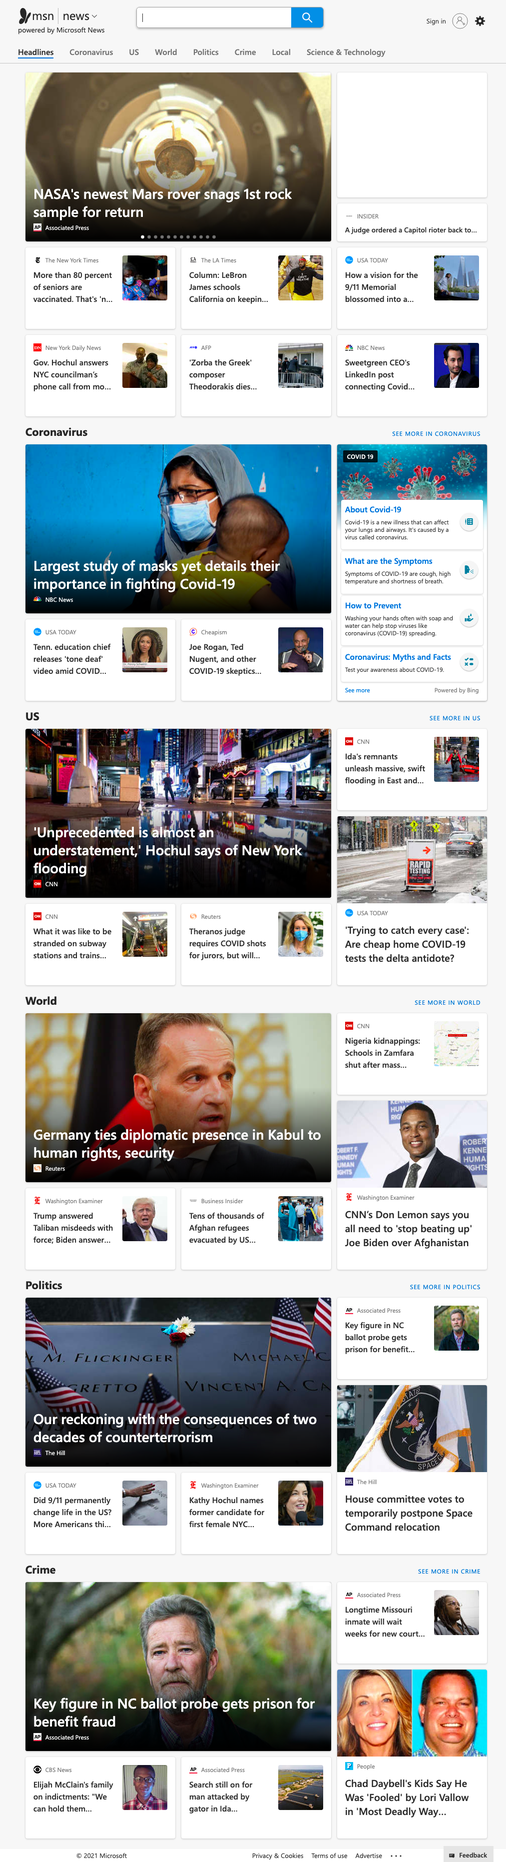 msn news
powered by Microsoft News
Sign in
Headlines Coronavirus US World Politics Crime Local Science & Technology
NASA's newest Mars rover snags 1st rock
sample for return
AP Associated Press
INSIDER
A judge ordered a Capitol rioter back to...
The New York Times
More than 80 percent
of seniors are
vaccinated. That's 'n...
The LA Times
Column: LeBron
James schools
California on keepin...
USA TODAY
How a vision for the
9/11 Memorial
blossomed into a...
New York Daily News
Gov. Hochul answers
NYC councilman's
phone call from mo...
AFP
'Zorba the Greek'
composer
Theodorakis dies...
NBC News
Sweetgreen CEO's
LinkedIn post
connecting Covid...
Coronavirus
SEE MORE IN CORONAVIRUS
Largest study of masks yet details their
importance in fighting Covid-19
NBC News
COVID 19
About Covid-19
Covid-19 is a new illness that can affect
your lungs and airways. It's caused by a
virus called coronavirus.
What are the Symptoms
Symptoms of COVID-19 are cough, high
temperature and shortness of breath.
How to Prevent
Washing your hands often with soap and
water can help stop viruses like
coronavirus (COVID-19) spreading.
Coronavirus: Myths and Facts
Test your awareness about COVID-19.
See more
Powered by Bing
USA TODAY
Tenn. education chief
releases 'tone deaf'
video amid COVID...
Cheapism
Joe Rogan, Ted
Nugent, and other
COVID-19 skeptics...
US
SEE MORE IN US
'Unprecedented is almost an
understatement,' Hochul says of New York
flooding
CNN
CNN
Ida's remnants
unleash massive, swift
flooding in East and...
RAPID
TESTING
USA TODAY
'Trying to catch every case':
Are cheap home COVID-19
tests the delta antidote?
CNN
What it was like to be
stranded on subway
stations and trains...
Reuters
Theranos judge
requires COVID shots
for jurors, but will...
World
SEE MORE IN WORLD
Germany ties diplomatic presence in Kabul to
human rights, security
Reuters
CNN
Nigeria kidnappings:
Schools in Zamfara
shut after mass...
ROBERT F.
KENNEDY
HUMAN
RIGHTS
Washington Examiner
CNN's Don Lemon says you
all need to 'stop beating up'
Joe Biden over Afghanistan
Washington Examiner
Trump answered
Taliban misdeeds with
force; Biden answer...
Business Insider
Tens of thousands of
Afghan refugees
evacuated by US...
Politics
SEE MORE IN POLITICS
M. FLICKINGER
MICHAEL C
GRETTO
VINCENT A. CA
Our reckoning with the consequences of two
decades of counterterrorism
The Hill
AP Associated Press
Key figure in NC
ballot probe gets
prison for benefit...
The Hill
House committee votes to
temporarily postpone Space
Command relocation
USA TODAY
Did 9/11 permanently
change life in the US?
More Americans thi...
Washington Examiner
Kathy Hochul names
former candidate for
first female NYC...
Crime
SEE MORE IN CRIME
Key figure in NC ballot probe gets prison for
benefit fraud
AP Associated Press
AP Associated Press
Longtime Missouri
inmate will wait
weeks for new court...
People
Chad Daybell's Kids Say He
Was 'Fooled' by Lori Vallow
in 'Most Deadly Way...
CBS News
Elijah McClain's family
on indictments: "We
can hold them...
AP Associated Press
Search still on for
man attacked by
gator in Ida...
© 2021 Microsoft
Privacy & Cookies Terms of use Advertise
Feedback